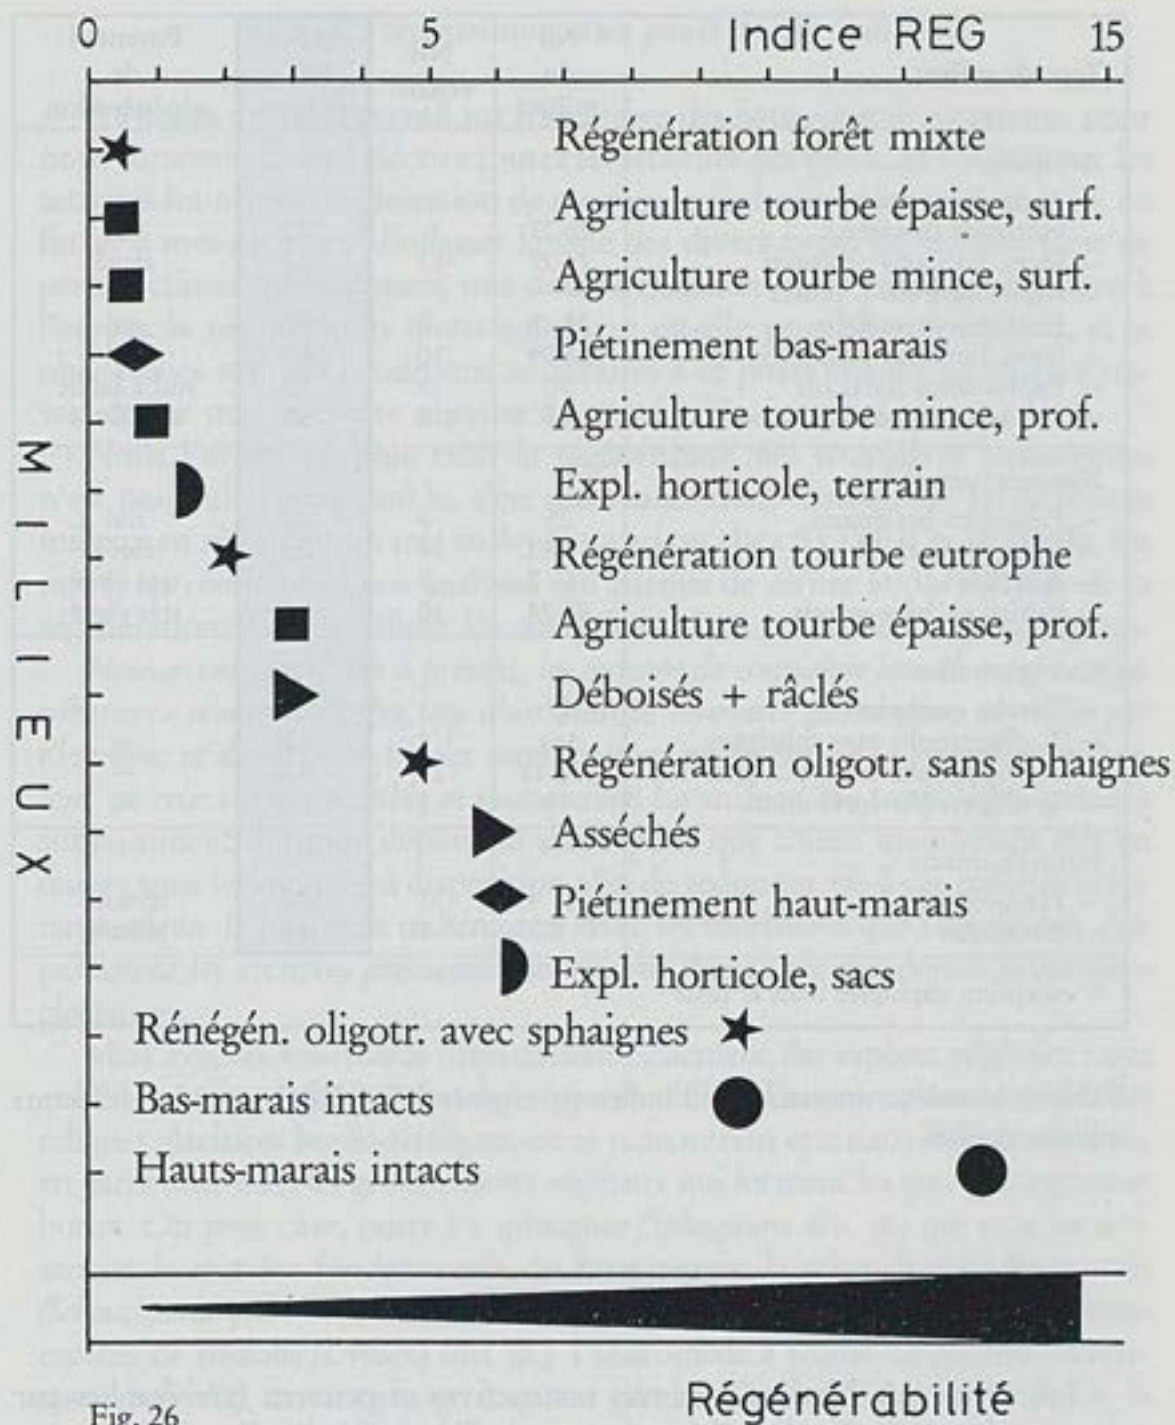 0 5 Indice REG 15
Régénération forêt mixte
Agriculture tourbe épaisse, surf.
Agriculture tourbe mince, surf.
Piétinement bas-marais
Agriculture tourbe mince, prof.
Expl. horticole, terrain
Régénération tourbe eutrophe
Agriculture tourbe épaisse, prof.
Déboisés + râclés
Régénération oligotr. sans sphaignes
Asséchés
Piétinement haut-marais
Expl. horticole, sacs
Rénégén. oligotr. avec sphaignes
Bas-marais intacts
Hauts-marais intacts
MILIEUX
Régénérabilité
Fig. 26